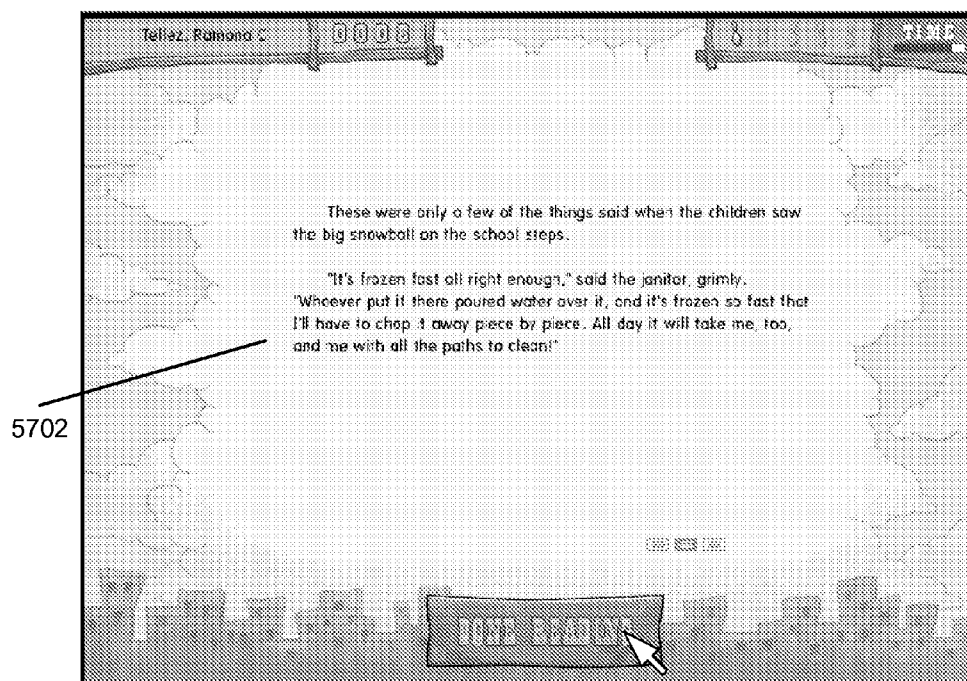 Tellez, Ramona C
TIME
These were only a few of the things said when the children saw
the big snowball on the school steps.
"It's frozen fast all right enough," said the janitor, grimly.
"Whoever put it there poured water over it, and it's frozen so fast that
I'll have to chop it away piece by piece. All day it will take me, too,
and me with all the paths to clean!"
5702
DONE READING